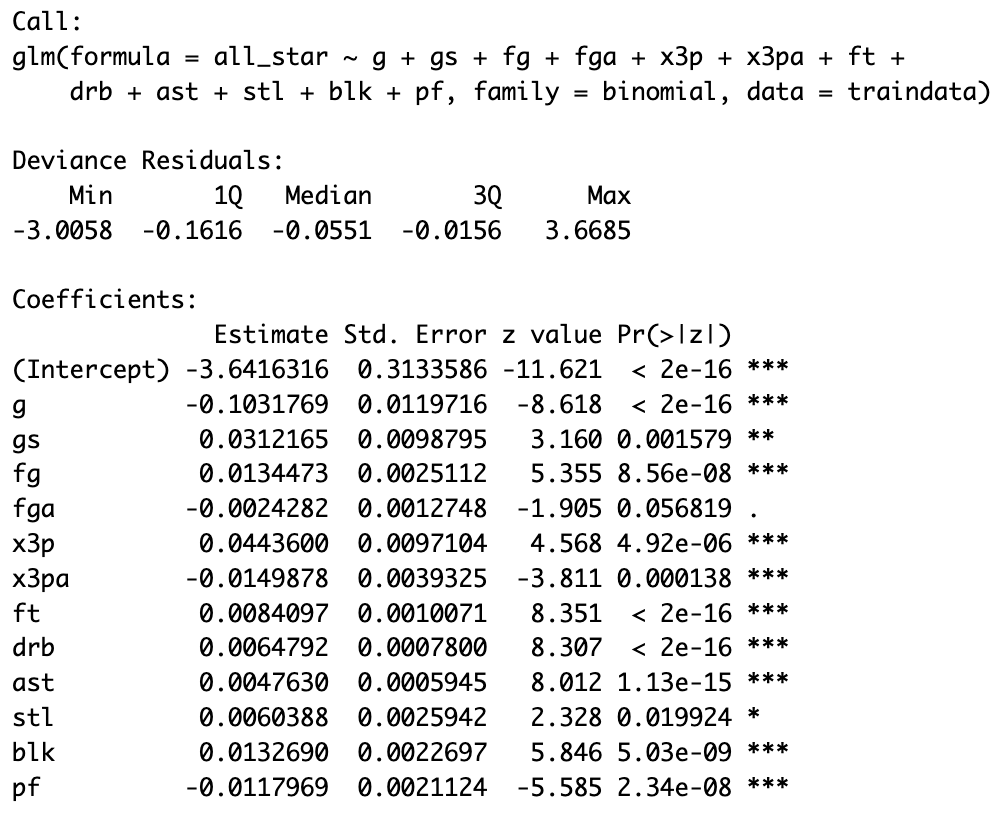 Call:
glm(formula = all_star ~ g + gs + fg + fga + x3p + x3pa + ft +
    drb + ast + stl + blk + pf, family = binomial, data = traindata)

Deviance Residuals:
    Min       1Q   Median       3Q      Max
-3.0058  -0.1616  -0.0551  -0.0156   3.6685

Coefficients:
              Estimate Std. Error z value Pr(>|z|)
(Intercept) -3.6416316  0.3133586 -11.621  < 2e-16 ***
g           -0.1031769  0.0119716  -8.618  < 2e-16 ***
gs           0.0312165  0.0098795   3.160 0.001579 **
fg           0.0134473  0.0025112   5.355 8.56e-08 ***
fga         -0.0024282  0.0012748  -1.905 0.056819 .
x3p          0.0443600  0.0097104   4.568 4.92e-06 ***
x3pa        -0.0149878  0.0039325  -3.811 0.000138 ***
ft           0.0084097  0.0010071   8.351  < 2e-16 ***
drb          0.0064792  0.0007800   8.307  < 2e-16 ***
ast          0.0047630  0.0005945   8.012 1.13e-15 ***
stl          0.0060388  0.0025942   2.328 0.019924 *
blk          0.0132690  0.0022697   5.846 5.03e-09 ***
pf          -0.0117969  0.0021124  -5.585 2.34e-08 ***